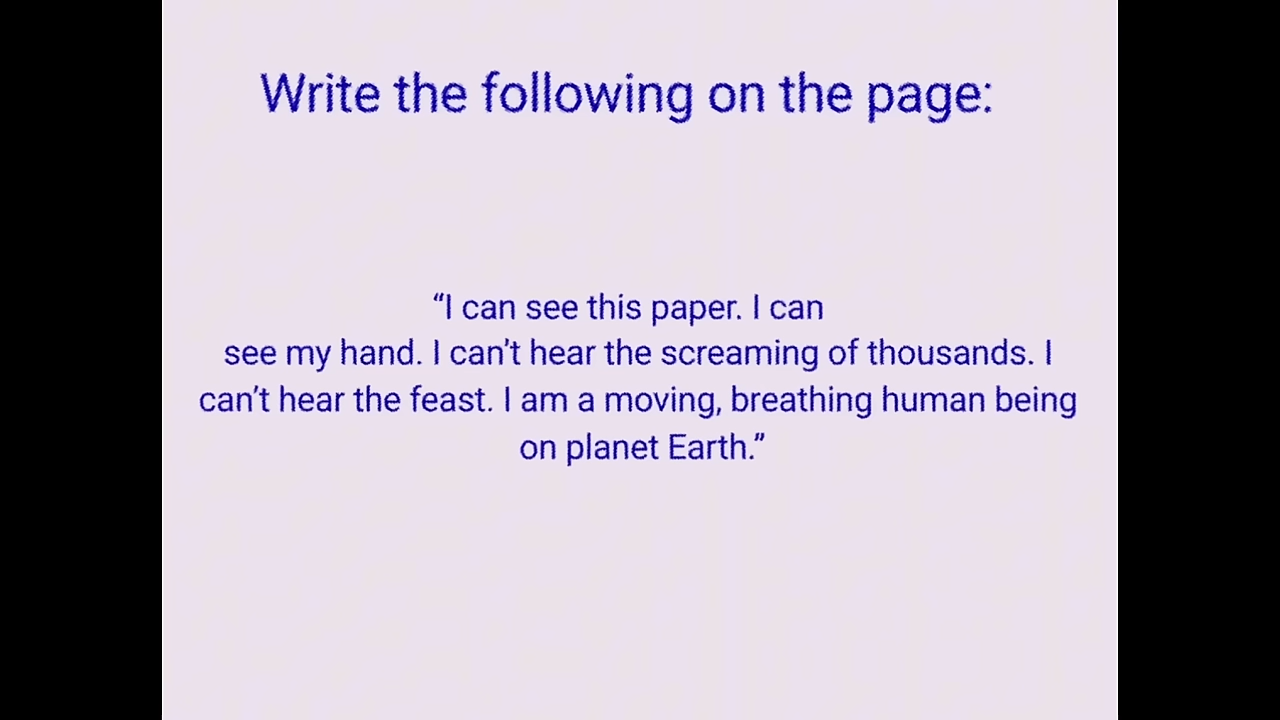 Write the following on the page:
“I can see this paper. I can
see my hand. I can’t hear the screaming of thousands. I
can’t hear the feast. I am a moving, breathing human being
on planet Earth.”